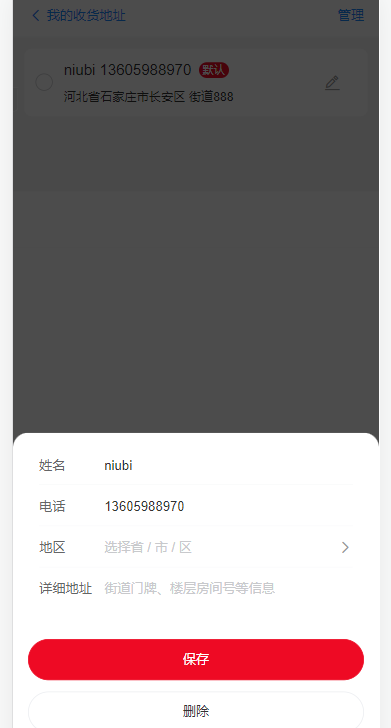 我的收货地址 管理
niubi 13605988970 默认
河北省石家庄市长安区 街道888
姓名 niubi
电话 13605988970
地区 选择省 / 市 / 区
详细地址 街道门牌、楼层房间号等信息
保存
删除